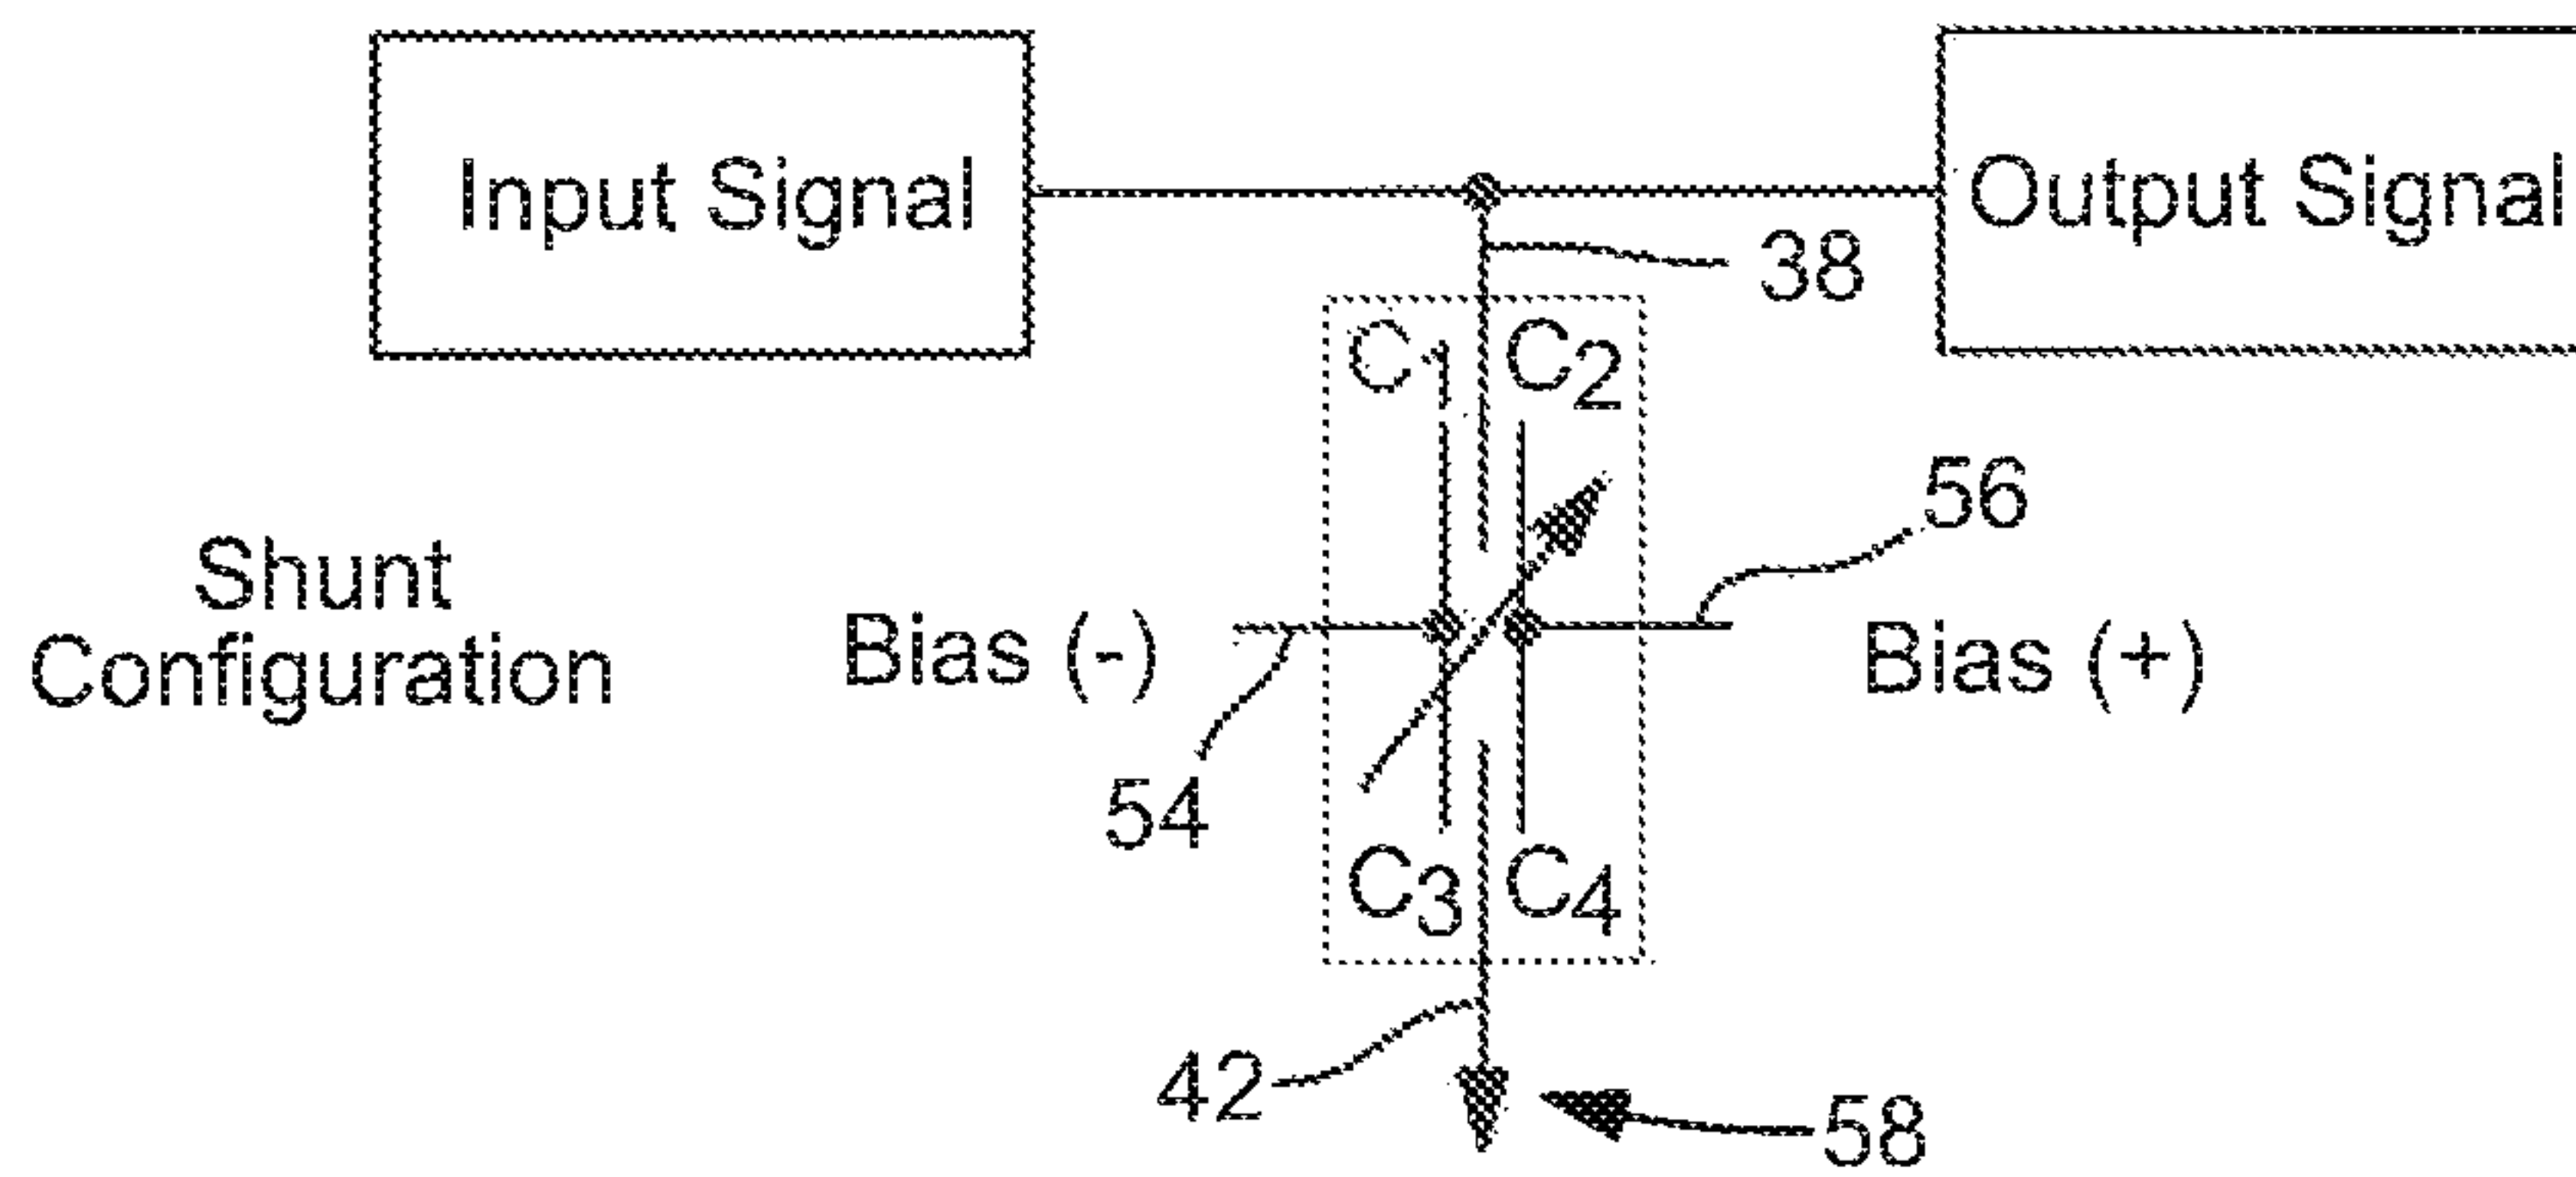 Input Signal
Output Signal
38
C1
C2
56
Shunt
Configuration
Bias (-)
Bias (+)
54
C3
C4
42
58